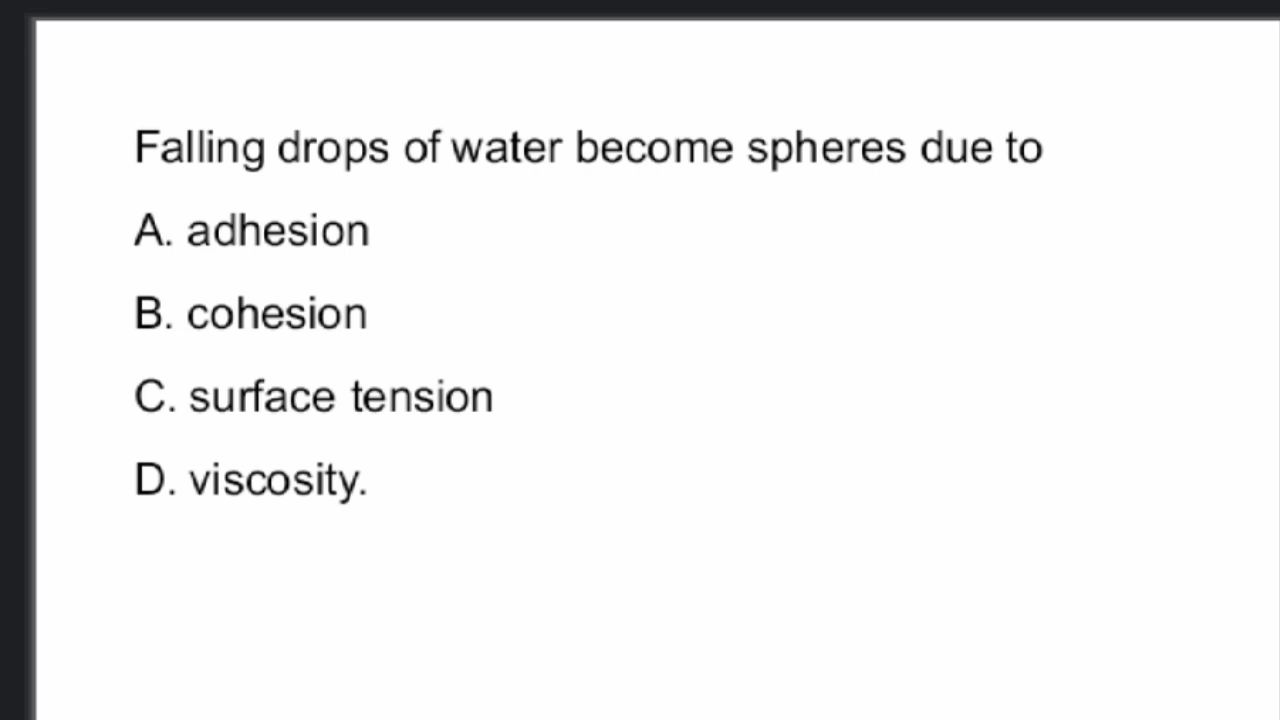 Falling drops of water become spheres due to
A. adhesion
B. cohesion
C. surface tension
D. viscosity.